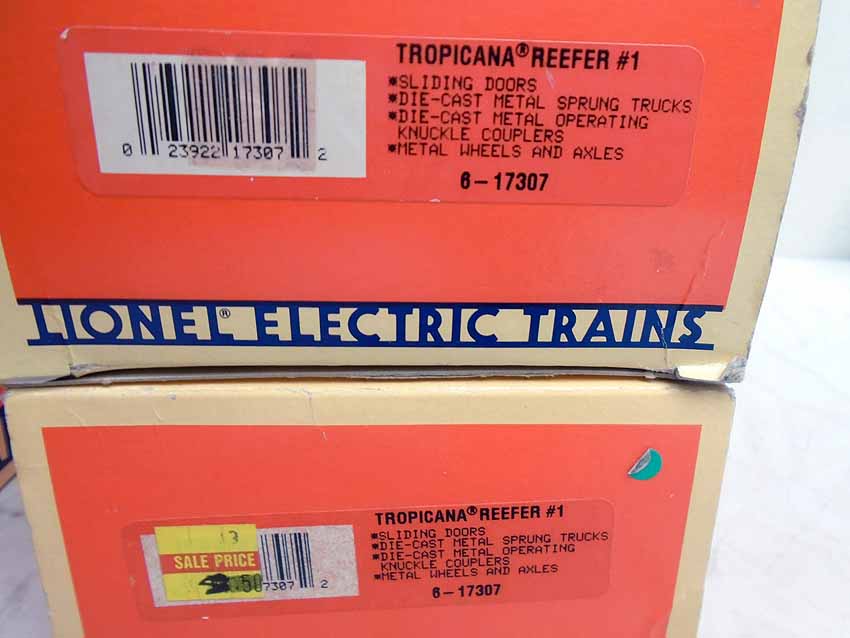 TROPICANA® REEFER #1
*SLIDING DOORS
*DIE-CAST METAL SPRUNG TRUCKS
*DIE-CAST METAL OPERATING
KNUCKLE COUPLERS
*METAL WHEELS AND AXLES
6-17307
0 23922 17307 2
LIONEL® ELECTRIC TRAINS
TROPICANA® REEFER #1
*SLIDING DOORS
*DIE-CAST METAL SPRUNG TRUCKS
*DIE-CAST METAL OPERATING
KNUCKLE COUPLERS
*METAL WHEELS AND AXLES
6-17307
SALE PRICE
.50
7307 2